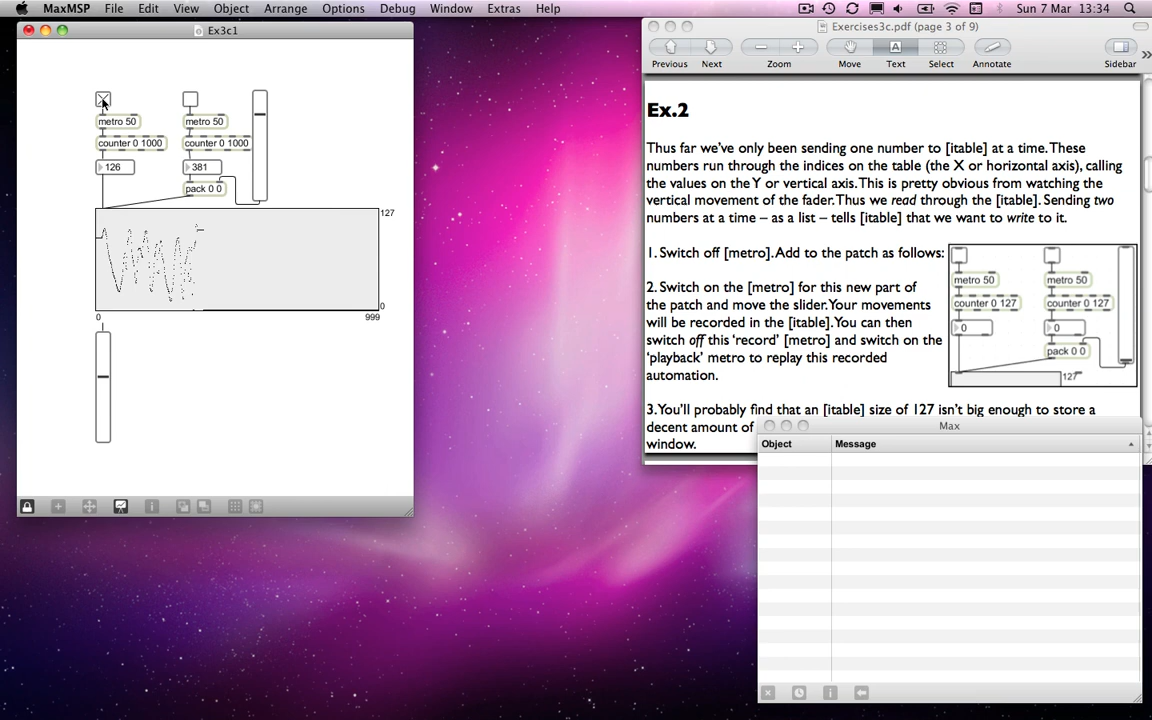 MaxMSP File Edit View Object Arrange Options Debug Window Extras Help Sun 7 Mar 13:34
Ex3c1
metro 50 metro 50
counter 0 1000 counter 0 1000
126 381
pack 0 0
127
0
0 999
Exercises3c.pdf (page 3 of 9)
Previous Next Zoom Move Text Select Annotate Sidebar
Ex.2
Thus far we've only been sending one number to [itable] at a time. These
numbers run through the indices on the table (the X or horizontal axis), calling
the values on the Y or vertical axis. This is pretty obvious from watching the
vertical movement of the fader. Thus we read through the [itable]. Sending two
numbers at a time – as a list – tells [itable] that we want to write to it.
1. Switch off [metro]. Add to the patch as follows:
2. Switch on the [metro] for this new part of
the patch and move the slider. Your movements
will be recorded in the [itable]. You can then
switch off this 'record' [metro] and switch on the
'playback' metro to replay this recorded
automation.
metro 50 metro 50
counter 0 127 counter 0 127
0 0
pack 0 0
127
3. You'll probably find that an [itable] size of 127 isn't big enough to store a
decent amount of
window.
Max
Object Message